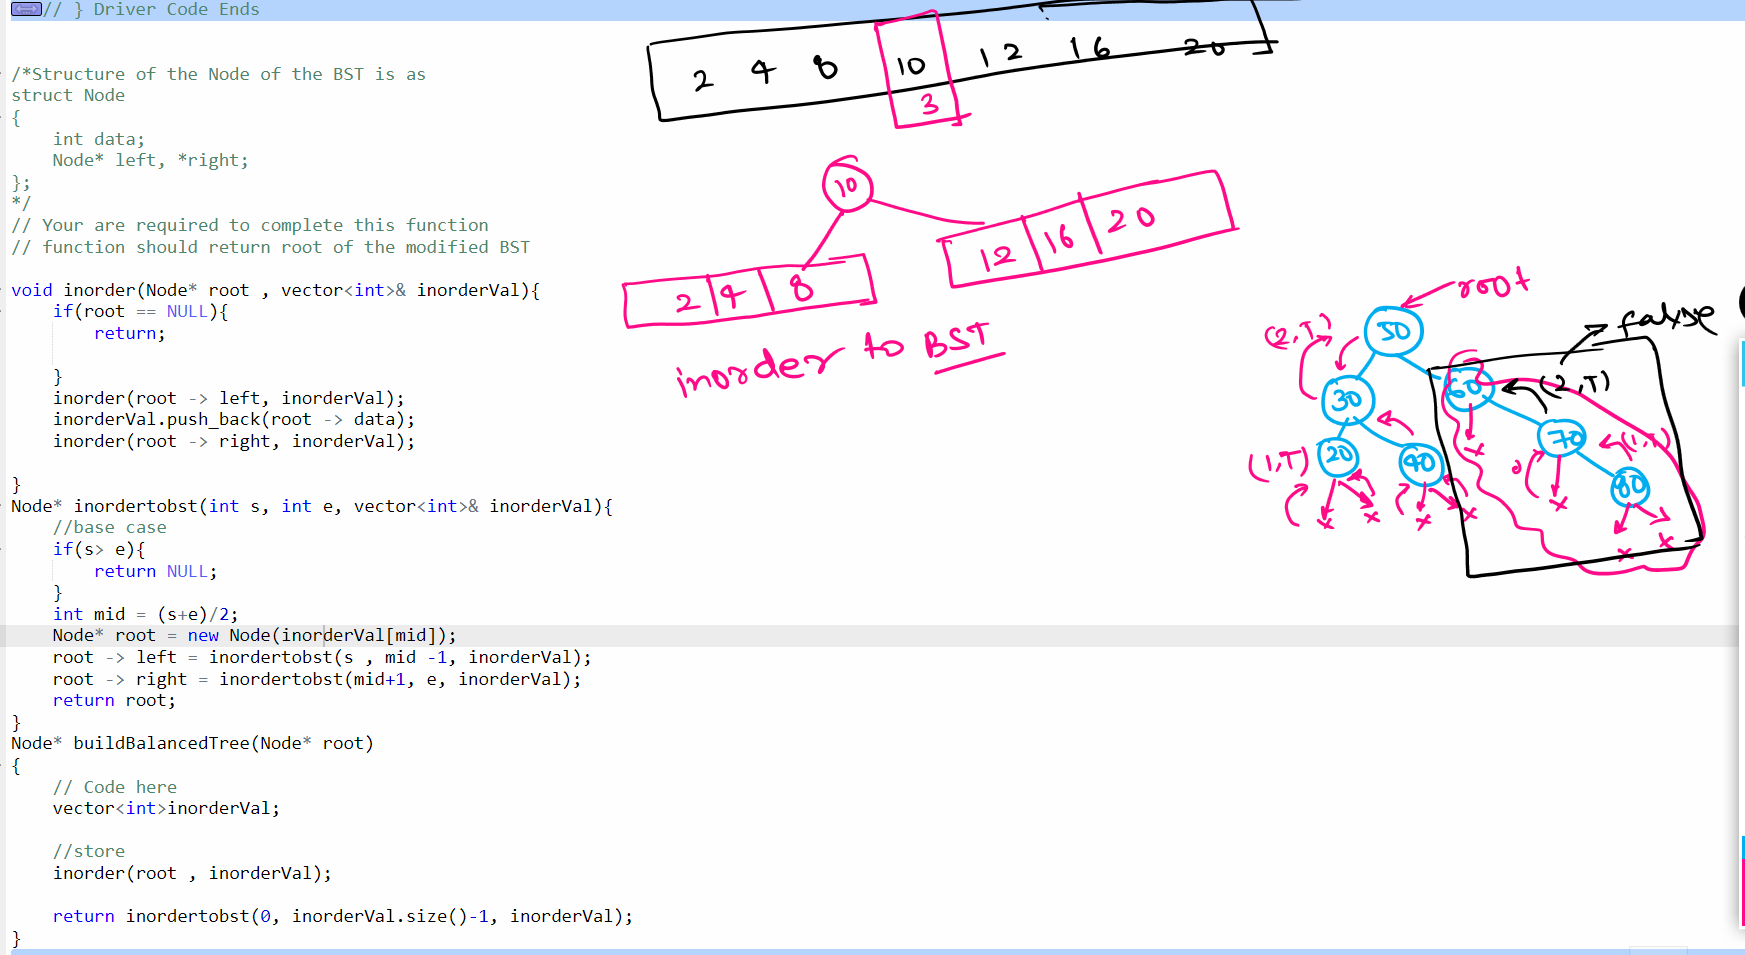 // } Driver Code Ends
/*Structure of the Node of the BST is as
struct Node
{
    int data;
    Node* left, *right;
};
*/
// Your are required to complete this function
// function should return root of the modified BST
void inorder(Node* root , vector<int>& inorderVal){
    if(root == NULL){
        return;
    }
    inorder(root -> left, inorderVal);
    inorderVal.push_back(root -> data);
    inorder(root -> right, inorderVal);
}
Node* inordertobst(int s, int e, vector<int>& inorderVal){
    //base case
    if(s> e){
        return NULL;
    }
    int mid = (s+e)/2;
    Node* root = new Node(inorderVal[mid]);
    root -> left = inordertobst(s , mid -1, inorderVal);
    root -> right = inordertobst(mid+1, e, inorderVal);
    return root;
}
Node* buildBalancedTree(Node* root)
{
    // Code here
    vector<int>inorderVal;
    //store
    inorder(root , inorderVal);
    return inordertobst(0, inorderVal.size()-1, inorderVal);
}
2 4 8 10 12 16 20
3
10
2 4 8
12 16 20
inorder to BST
root
(2,T) 50
false
30 60 (2,T)
(1,T) 20 40 70 (1,T)
80